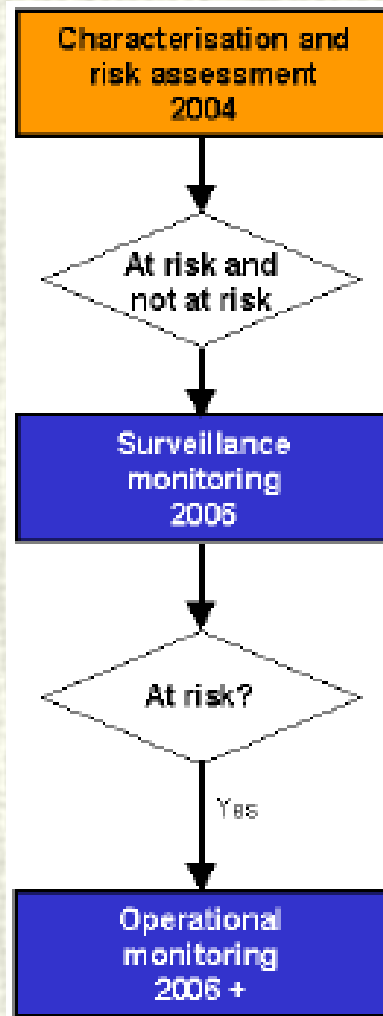 Characterisation and
risk assessment
2004
At risk and
not at risk
Surveillance
monitoring
2006
At risk?
Yes
Operational
monitoring
2006 +